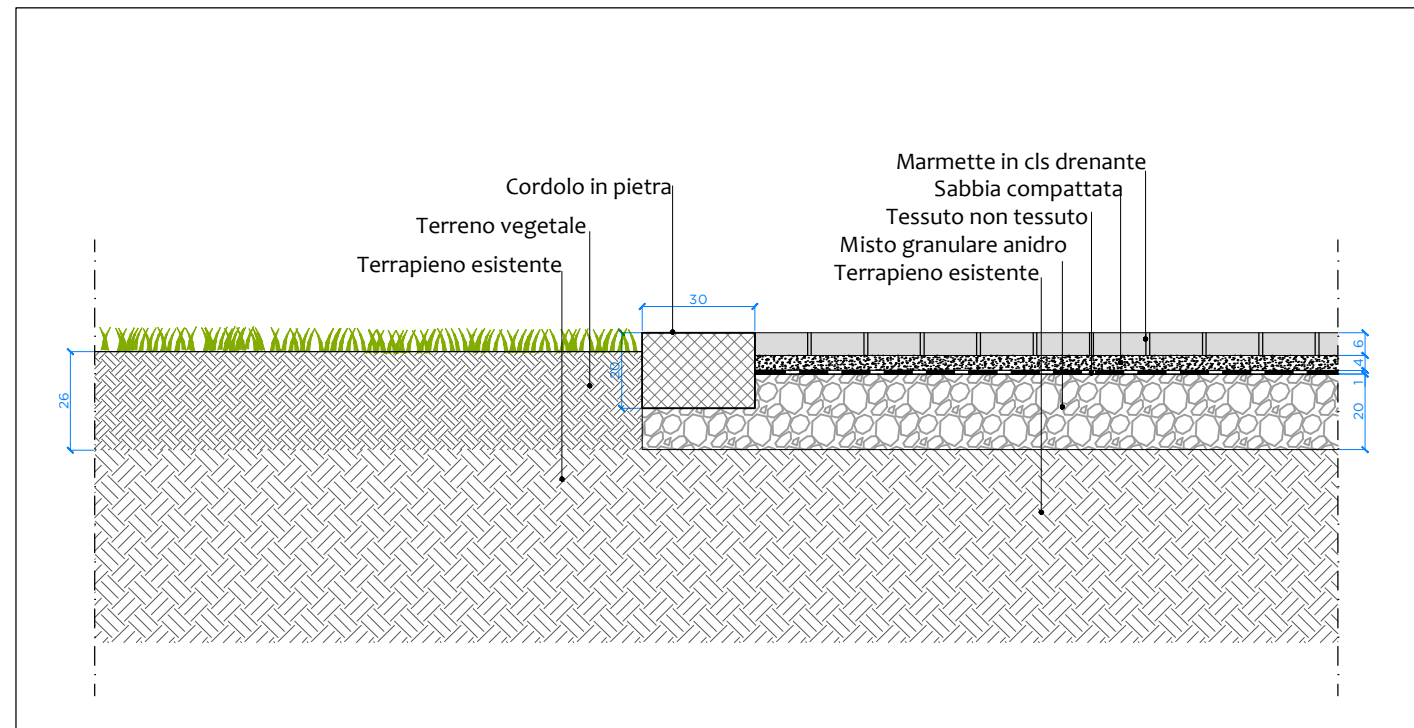 Marmette in cls drenante
Sabbia compattata
Tessuto non tessuto
Misto granulare anidro
Terrapieno esistente
Cordolo in pietra
Terreno vegetale
Terrapieno esistente
30
20
26
6
4
1
20